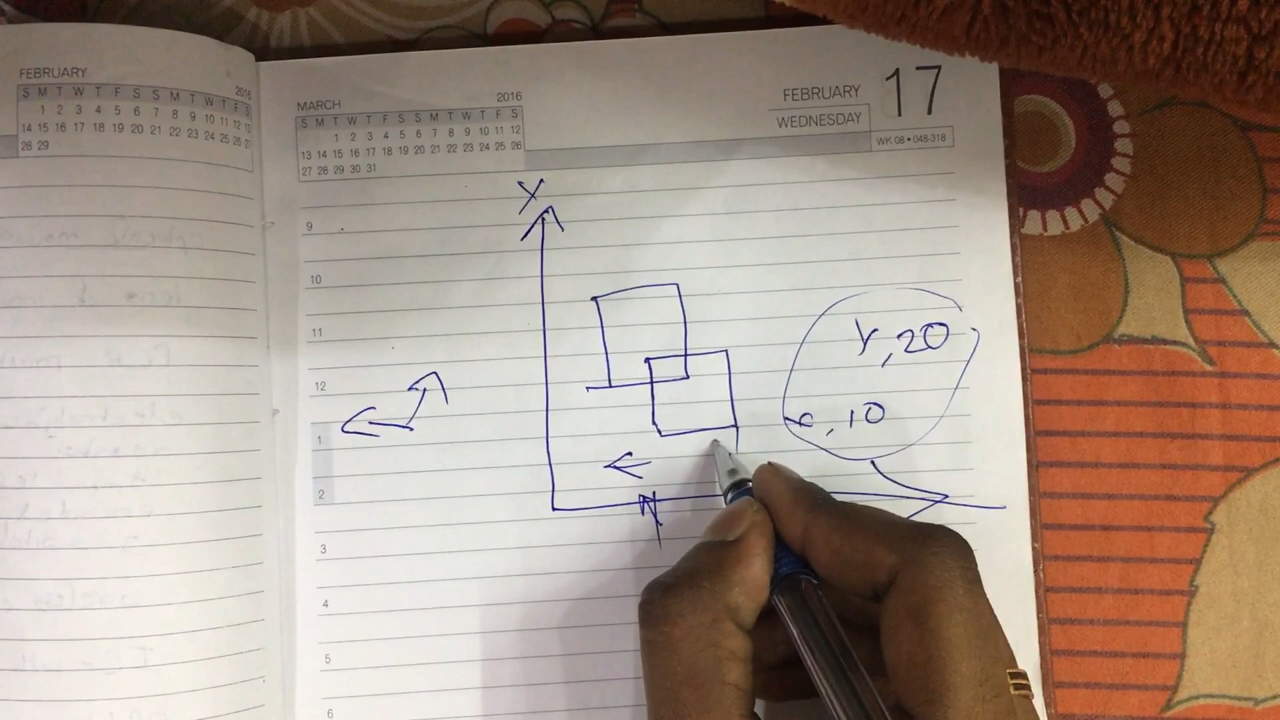 FEBRUARY
2016
S M T W T F S S M T W T F S
1 2 3 4 5 6 7 8 9 10 11 12 13
14 15 16 17 18 19 20 21 22 23 24 25 26 27
28 29
MARCH 2016
S M T W T F S S M T W T F S
1 2 3 4 5 6 7 8 9 10 11 12
13 14 15 16 17 18 19 20 21 22 23 24 25 26
27 28 29 30 31
FEBRUARY 17
WEDNESDAY
WK 08 • 048-318
9
10
11
12
1
2
3
4
5
6
Y, 20
x, 10